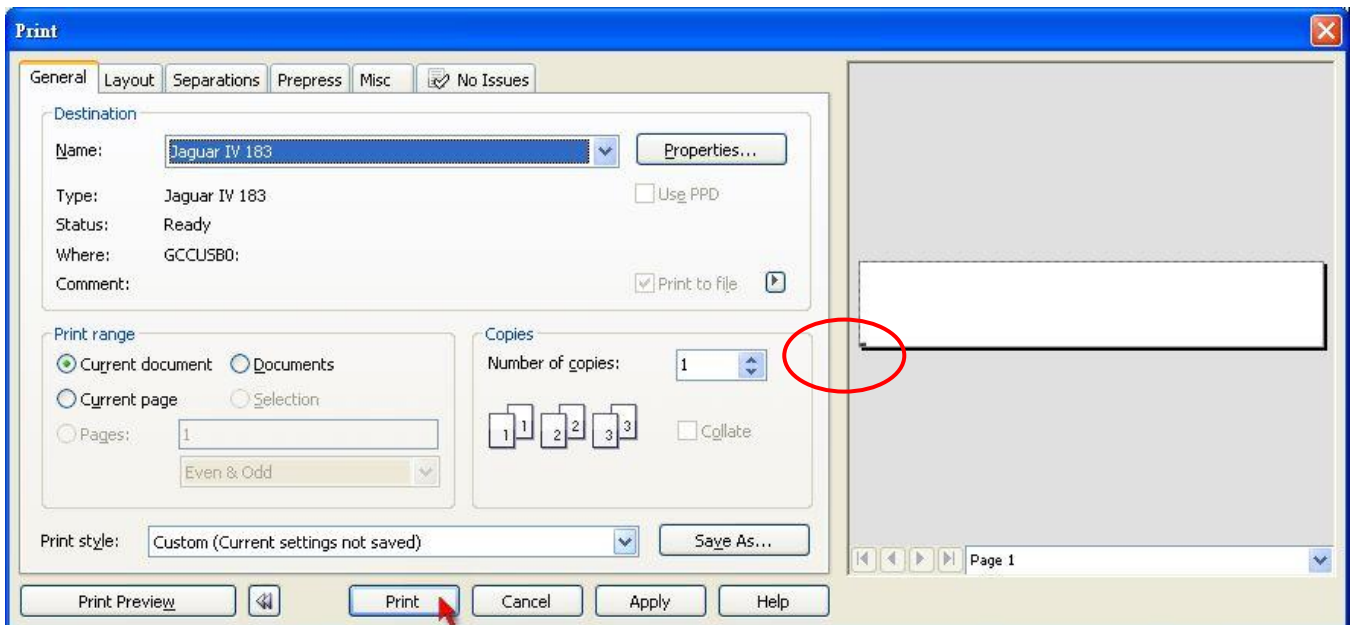 Print
General Layout Separations Prepress Misc No Issues
Destination
Name: Jaguar IV 183 Properties...
Type: Jaguar IV 183 Use PPD
Status: Ready
Where: GCCUSB0:
Comment: Print to file
Print range Copies
Current document Documents Number of copies: 1
Current page Selection
Pages: 1 1 1 2 2 3 3 Collate
Even & Odd
Print style: Custom (Current settings not saved) Save As...
Page 1
Print Preview Print Cancel Apply Help